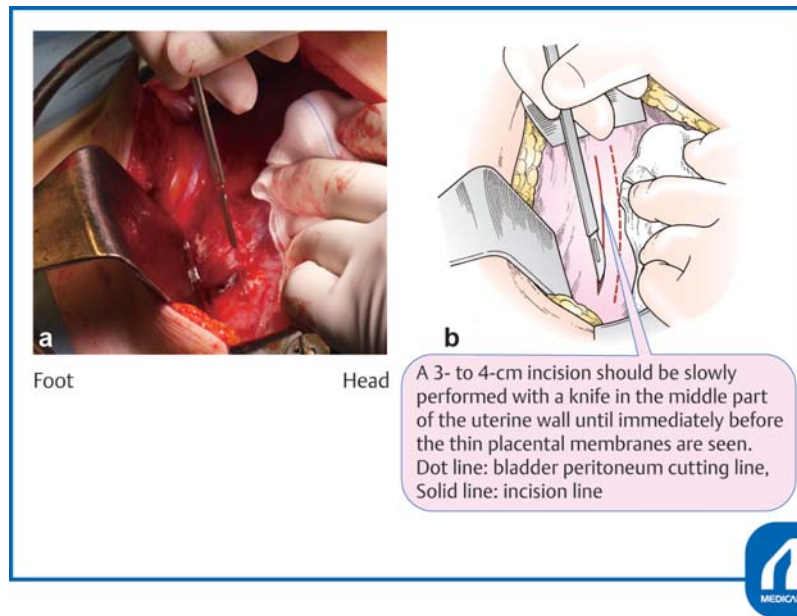 a
b
Foot Head
A 3- to 4-cm incision should be slowly
performed with a knife in the middle part
of the uterine wall until immediately before
the thin placental membranes are seen.
Dot line: bladder peritoneum cutting line,
Solid line: incision line